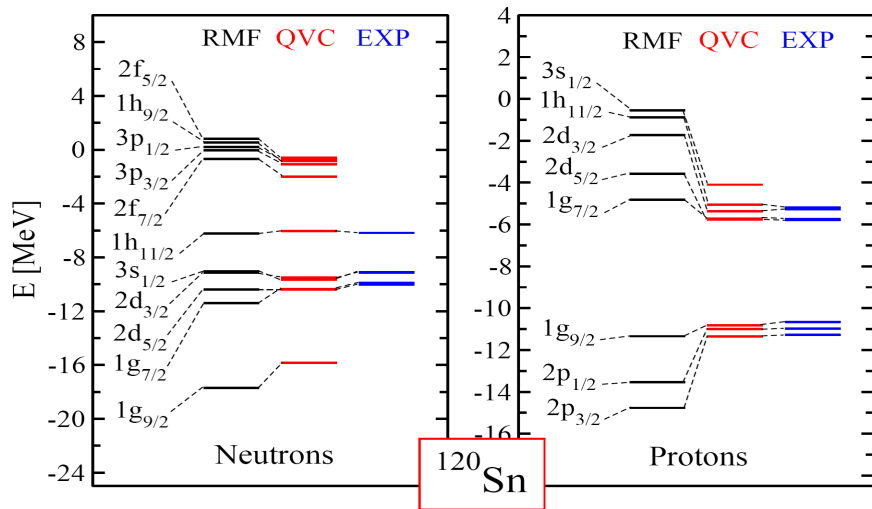 E [MeV]
8
4
0
-4
-8
-12
-16
-20
-24
RMF QVC EXP
2f5/2
1h9/2
3p1/2
3p3/2
2f7/2
1h11/2
3s1/2
2d3/2
2d5/2
1g7/2
1g9/2
Neutrons
4
2
0
-2
-4
-6
-8
-10
-12
-14
-16
RMF QVC EXP
3s1/2
1h11/2
2d3/2
2d5/2
1g7/2
1g9/2
2p1/2
2p3/2
Protons
120Sn